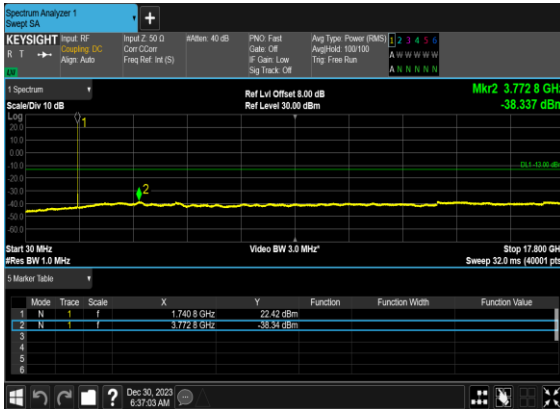 Spectrum Analyzer 1
Swept SA
+
KEYSIGHT Input: RF Input Z: 50 Ω #Atten: 40 dB PNO: Fast Avg Type: Power (RMS) 1 2 3 4 5 6
R T Coupling: DC Corr CCorr Gate: Off Avg|Hold: 100/100 A W W W W W
Align: Auto Freq Ref: Int (S) IF Gain: Low Trig: Free Run
Sig Track: Off A N N N N N
1 Spectrum
Ref Lvl Offset 8.00 dB Mkr2 3.772 8 GHz
Scale/Div 10 dB Ref Level 30.00 dBm -38.337 dBm
Log
1
20.0
10.0
0.00
-10.0
DL1 -13.00 dBm
-20.0
-30.0
2
-40.0
-50.0
-60.0
Start 30 MHz Video BW 3.0 MHz* Stop 17.800 GHz
#Res BW 1.0 MHz Sweep 32.0 ms (40001 pts)
5 Marker Table
Mode Trace Scale X Y Function Function Width Function Value
1 N 1 f 1.740 8 GHz 22.42 dBm
2 N 1 f 3.772 8 GHz -38.34 dBm
3
4
5
6
? Dec 30, 2023
6:37:03 AM